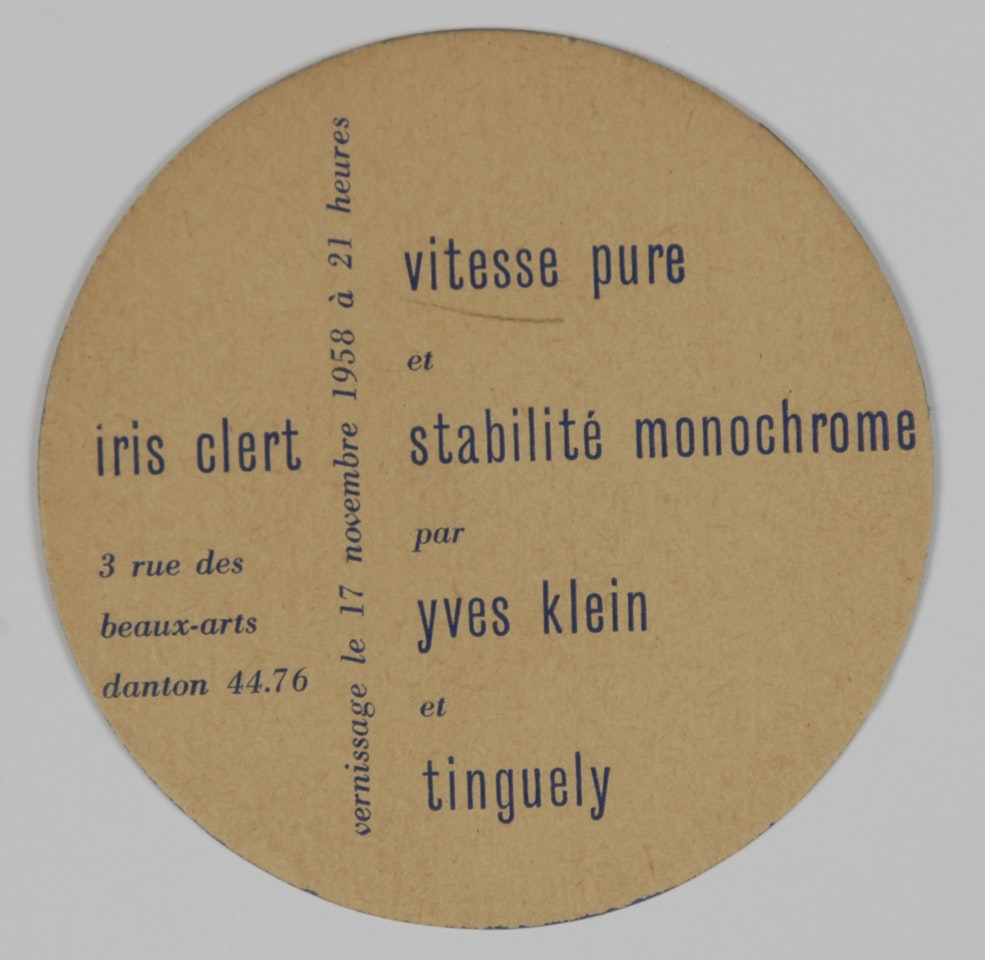 iris clert
3 rue des
beaux-arts
danton 44.76
vernissage le 17 novembre 1958 à 21 heures
vitesse pure
et
stabilité monochrome
par
yves klein
et
tinguely